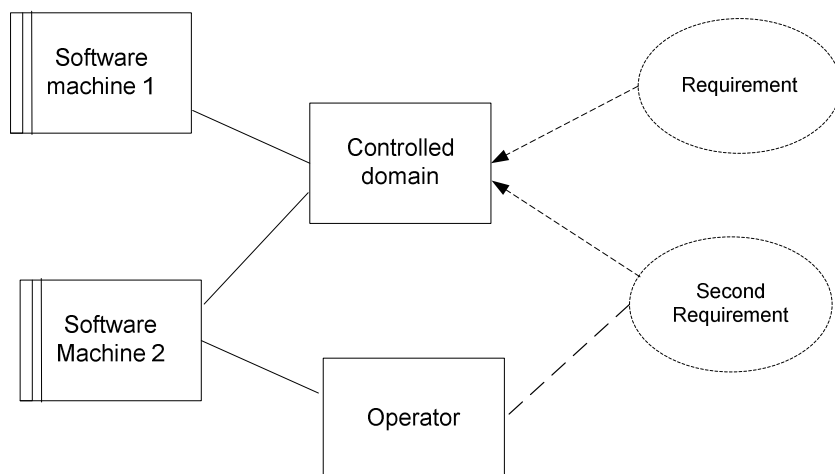 Software
machine 1
Controlled
domain
Requirement
Software
Machine 2
Operator
Second
Requirement